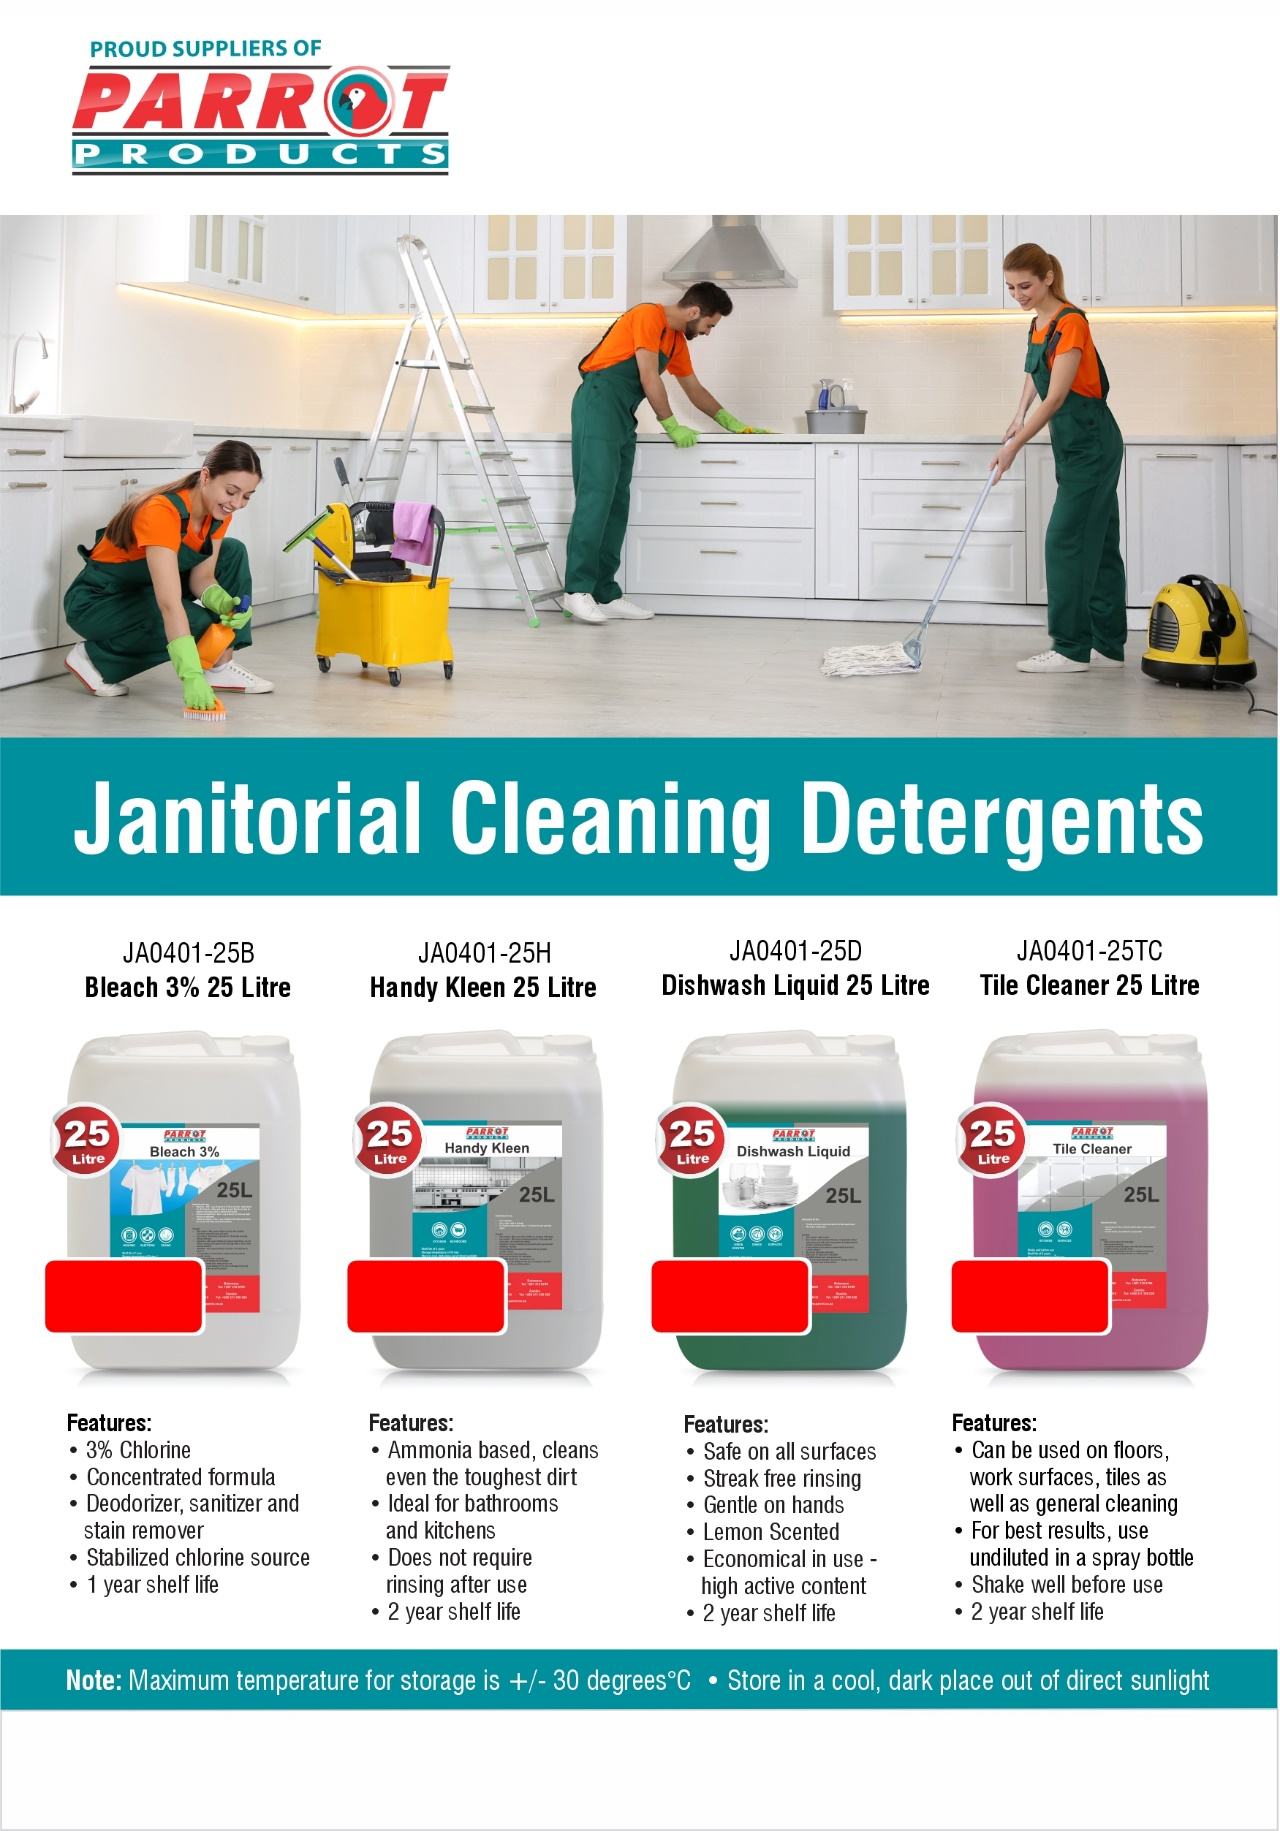 PROUD SUPPLIERS OF
PARROT
PRODUCTS
Janitorial Cleaning Detergents
JA0401-25B
Bleach 3% 25 Litre
JA0401-25H
Handy Kleen 25 Litre
JA0401-25D
Dishwash Liquid 25 Litre
JA0401-25TC
Tile Cleaner 25 Litre
25
Litre
PARROT
PRODUCTS
Bleach 3%
25L
25
Litre
PARROT
PRODUCTS
Handy Kleen
25L
25
Litre
PARROT
PRODUCTS
Dishwash Liquid
25L
25
Litre
PARROT
PRODUCTS
Tile Cleaner
25L
Features:
• 3% Chlorine
• Concentrated formula
• Deodorizer, sanitizer and
stain remover
• Stabilized chlorine source
• 1 year shelf life
Features:
• Ammonia based, cleans
even the toughest dirt
• Ideal for bathrooms
and kitchens
• Does not require
rinsing after use
• 2 year shelf life
Features:
• Safe on all surfaces
• Streak free rinsing
• Gentle on hands
• Lemon Scented
• Economical in use -
high active content
• 2 year shelf life
Features:
• Can be used on floors,
work surfaces, tiles as
well as general cleaning
• For best results, use
undiluted in a spray bottle
• Shake well before use
• 2 year shelf life
Note: Maximum temperature for storage is +/- 30 degrees°C • Store in a cool, dark place out of direct sunlight